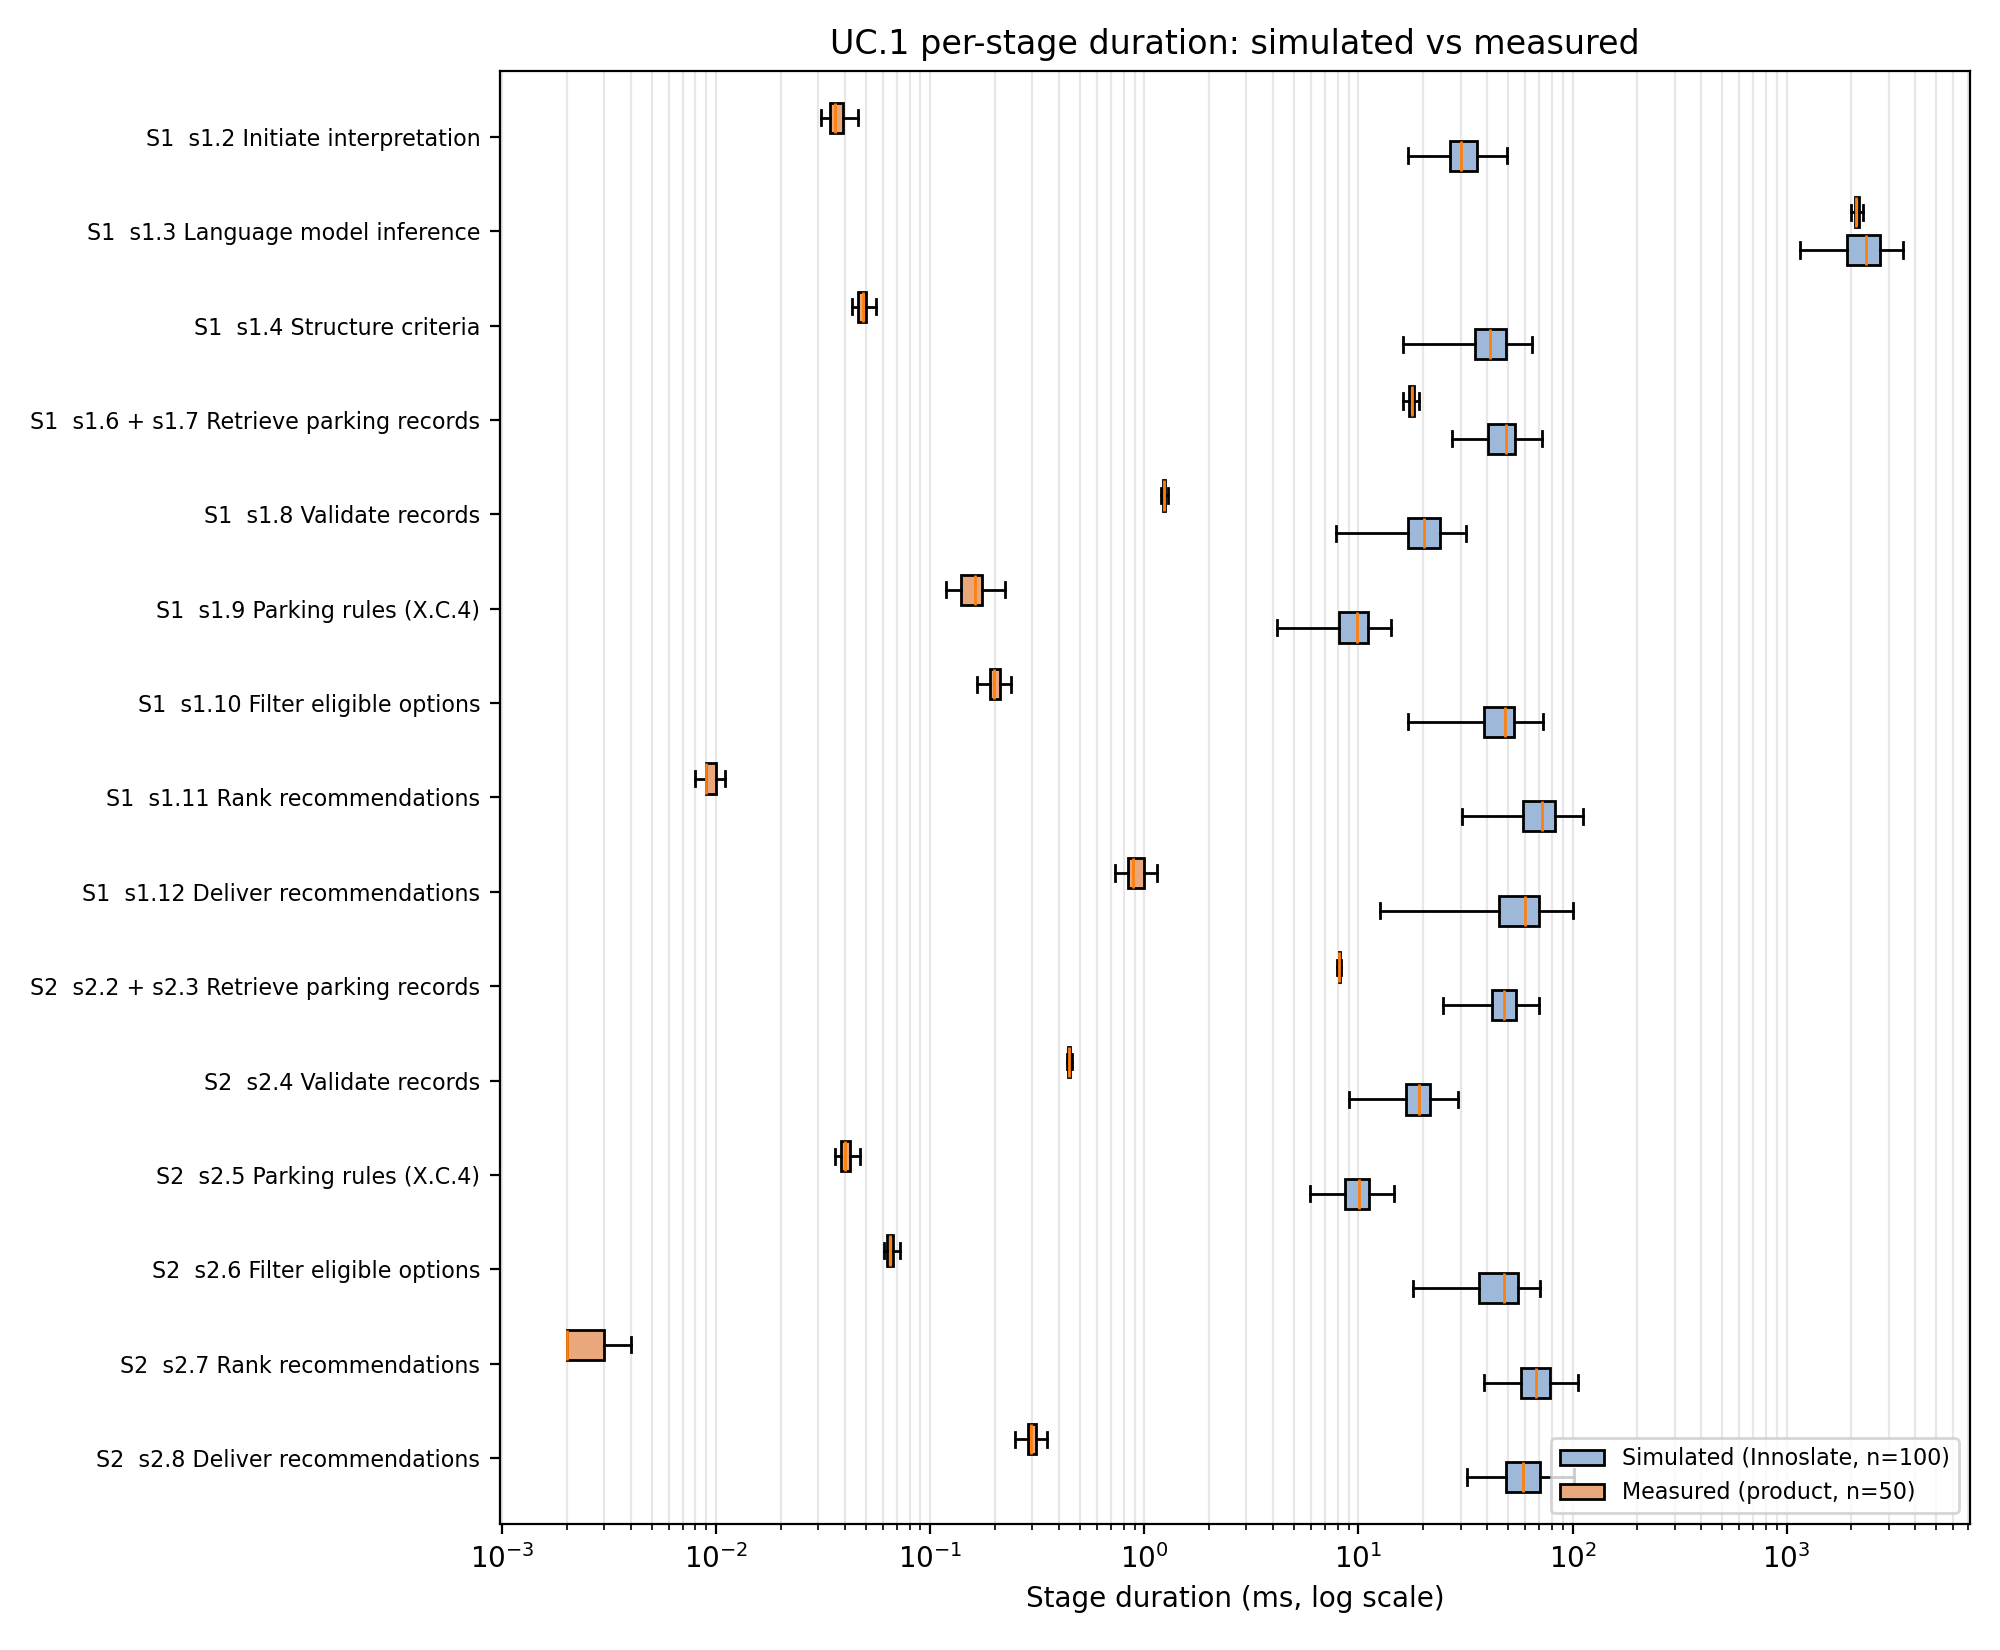 UC.1 per-stage duration: simulated vs measured
S1  s1.2 Initiate interpretation
S1  s1.3 Language model inference
S1  s1.4 Structure criteria
S1  s1.6 + s1.7 Retrieve parking records
S1  s1.8 Validate records
S1  s1.9 Parking rules (X.C.4)
S1  s1.10 Filter eligible options
S1  s1.11 Rank recommendations
S1  s1.12 Deliver recommendations
S2  s2.2 + s2.3 Retrieve parking records
S2  s2.4 Validate records
S2  s2.5 Parking rules (X.C.4)
S2  s2.6 Filter eligible options
S2  s2.7 Rank recommendations
S2  s2.8 Deliver recommendations
Simulated (Innoslate, n=100)
Measured (product, n=50)
10⁻³ 10⁻² 10⁻¹ 10⁰ 10¹ 10² 10³
Stage duration (ms, log scale)